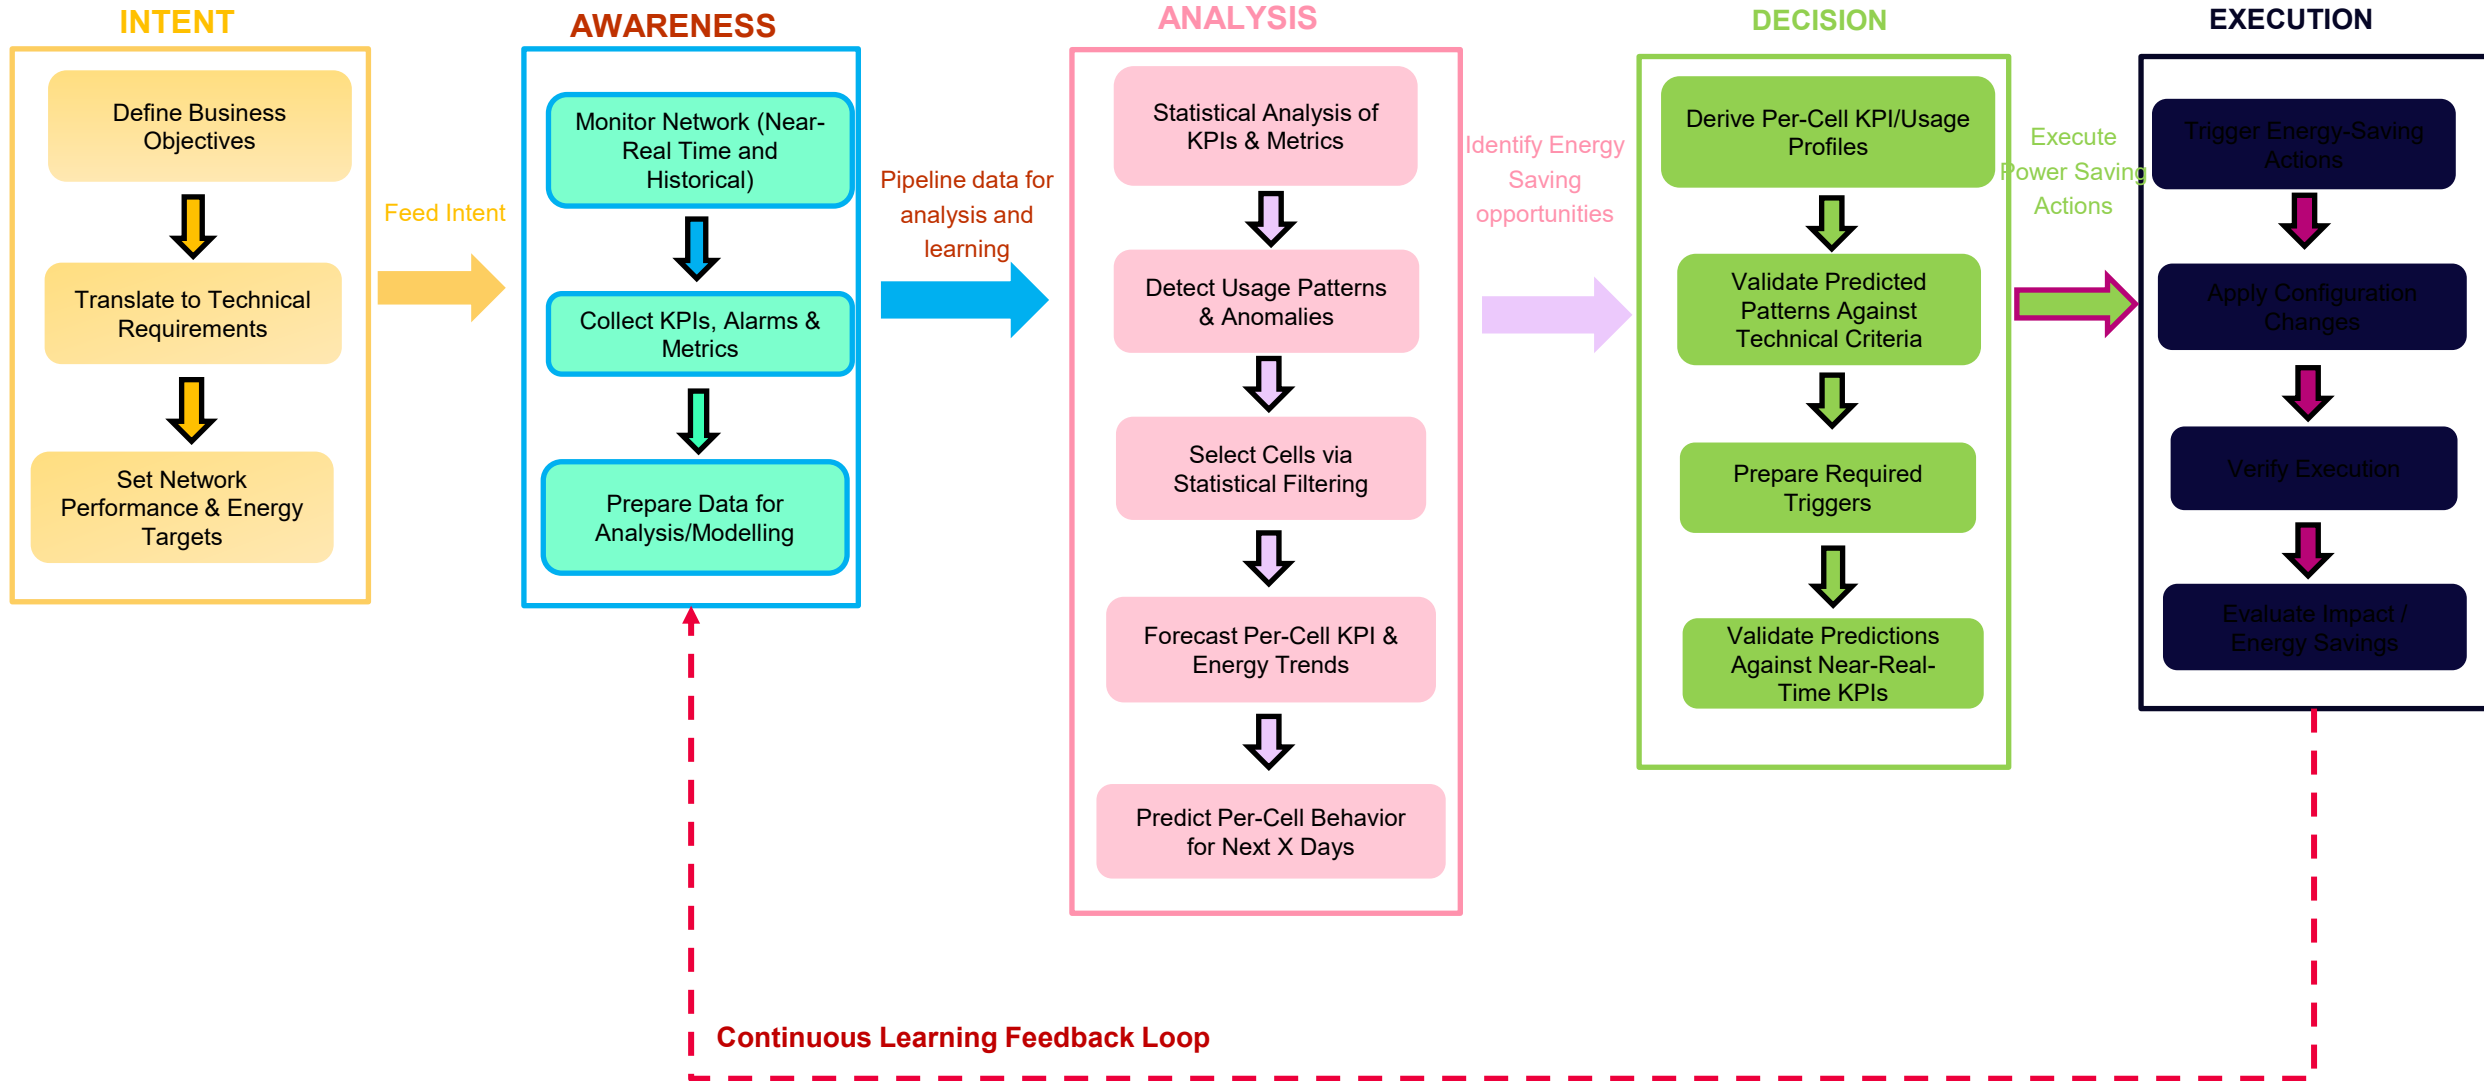 INTENT
Define Business
Objectives
Translate to Technical
Requirements
Set Network
Performance & Energy
Targets
Feed Intent
AWARENESS
Monitor Network (Near-
Real Time and
Historical)
Collect KPIs, Alarms &
Metrics
Prepare Data for
Analysis/Modelling
Pipeline data for
analysis and
learning
ANALYSIS
Statistical Analysis of
KPIs & Metrics
Detect Usage Patterns
& Anomalies
Select Cells via
Statistical Filtering
Forecast Per-Cell KPI &
Energy Trends
Predict Per-Cell Behavior
for Next X Days
Identify Energy
Saving
opportunities
DECISION
Derive Per-Cell KPI/Usage
Profiles
Validate Predicted
Patterns Against
Technical Criteria
Prepare Required
Triggers
Validate Predictions
Against Near-Real-
Time KPIs
Execute
Power Saving
Actions
EXECUTION
Trigger Energy-Saving
Actions
Apply Configuration
Changes
Verify Execution
Evaluate Impact /
Energy Savings
Continuous Learning Feedback Loop